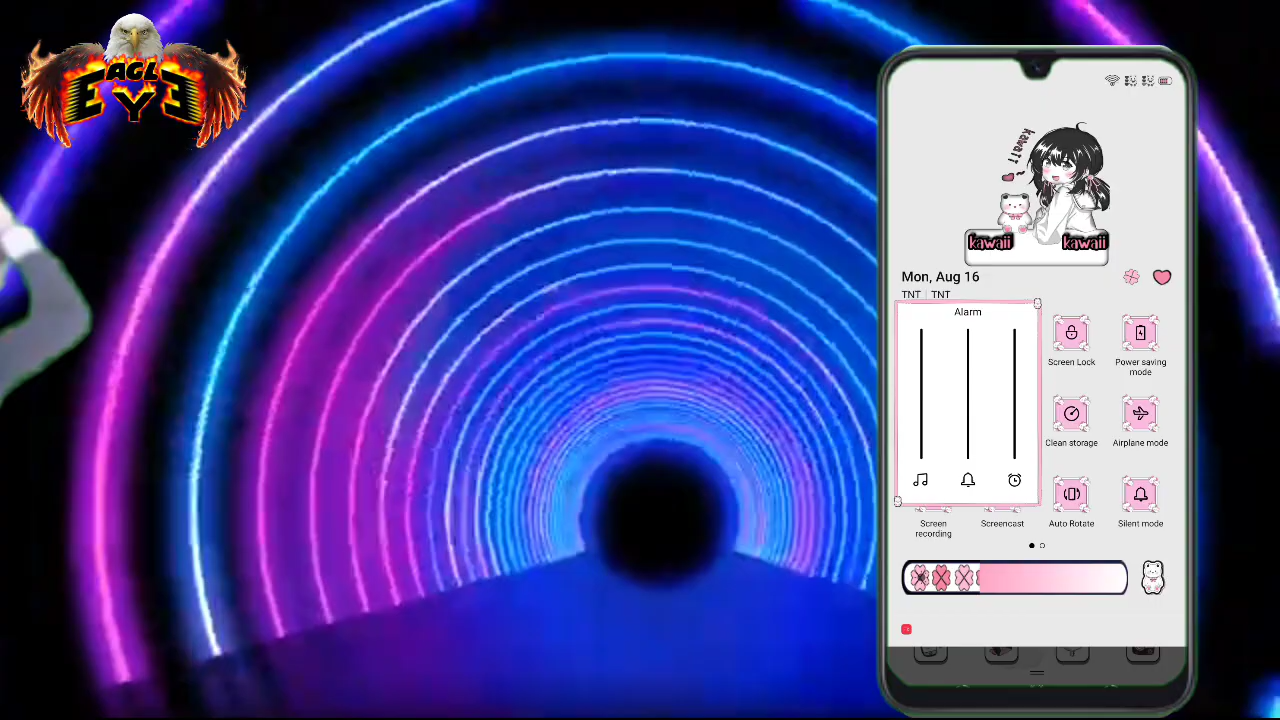 EAGLE
EYE
kawaii
kawaii
kawaii
Mon, Aug 16
TNT | TNT
Alarm
Screen Lock
Power saving
mode
Clean storage
Airplane mode
Screen
recording
Screencast
Auto Rotate
Silent mode